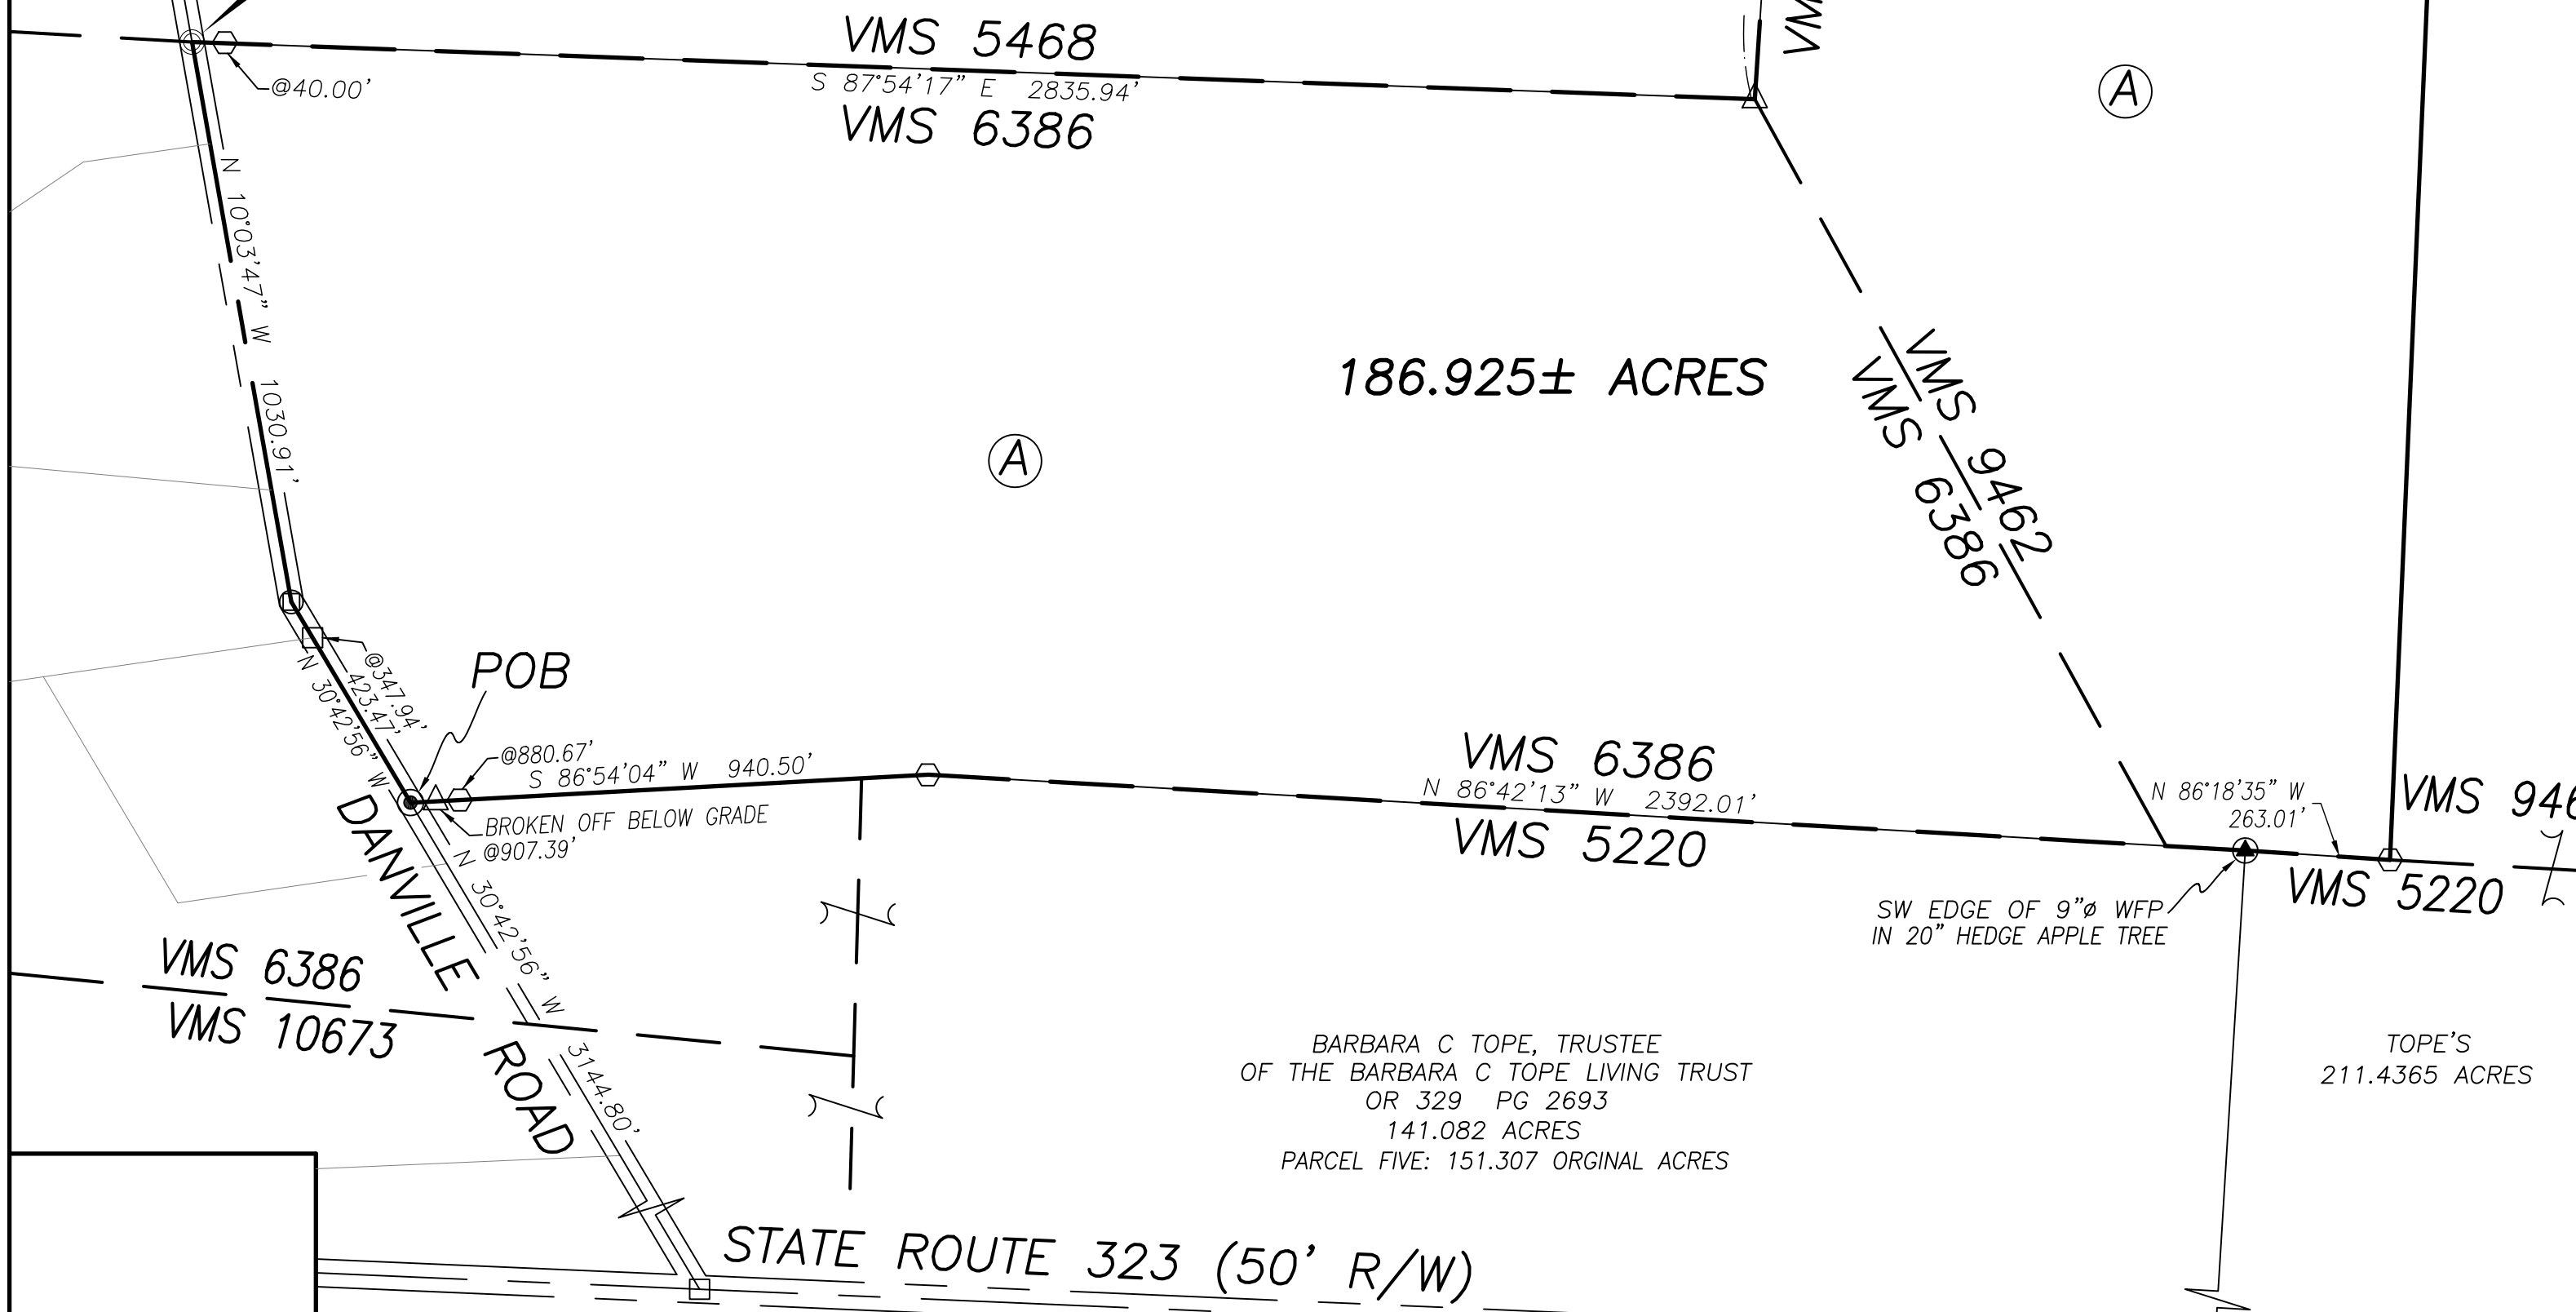 VMS 5468
S 87°54'17" E 2835.94'
VMS 6386
VM
@40.00'
A
N 10°03'47" W 1030.91'
186.925± ACRES
VMS 9462
VMS 6386
A
POB
@347.94'
423.47'
N 30°42'56" W
@880.67'
S 86°54'04" W 940.50'
BROKEN OFF BELOW GRADE
@907.39'
VMS 6386
N 86°42'13" W 2392.01'
VMS 5220
N 86°18'35" W
263.01'
VMS 946
VMS 5220
SW EDGE OF 9"ø WFP
IN 20" HEDGE APPLE TREE
DANVILLE ROAD
N 30°42'56" W 3144.80'
VMS 6386
VMS 10673
BARBARA C TOPE, TRUSTEE
OF THE BARBARA C TOPE LIVING TRUST
OR 329 PG 2693
141.082 ACRES
PARCEL FIVE: 151.307 ORGINAL ACRES
TOPE'S
211.4365 ACRES
STATE ROUTE 323 (50' R/W)